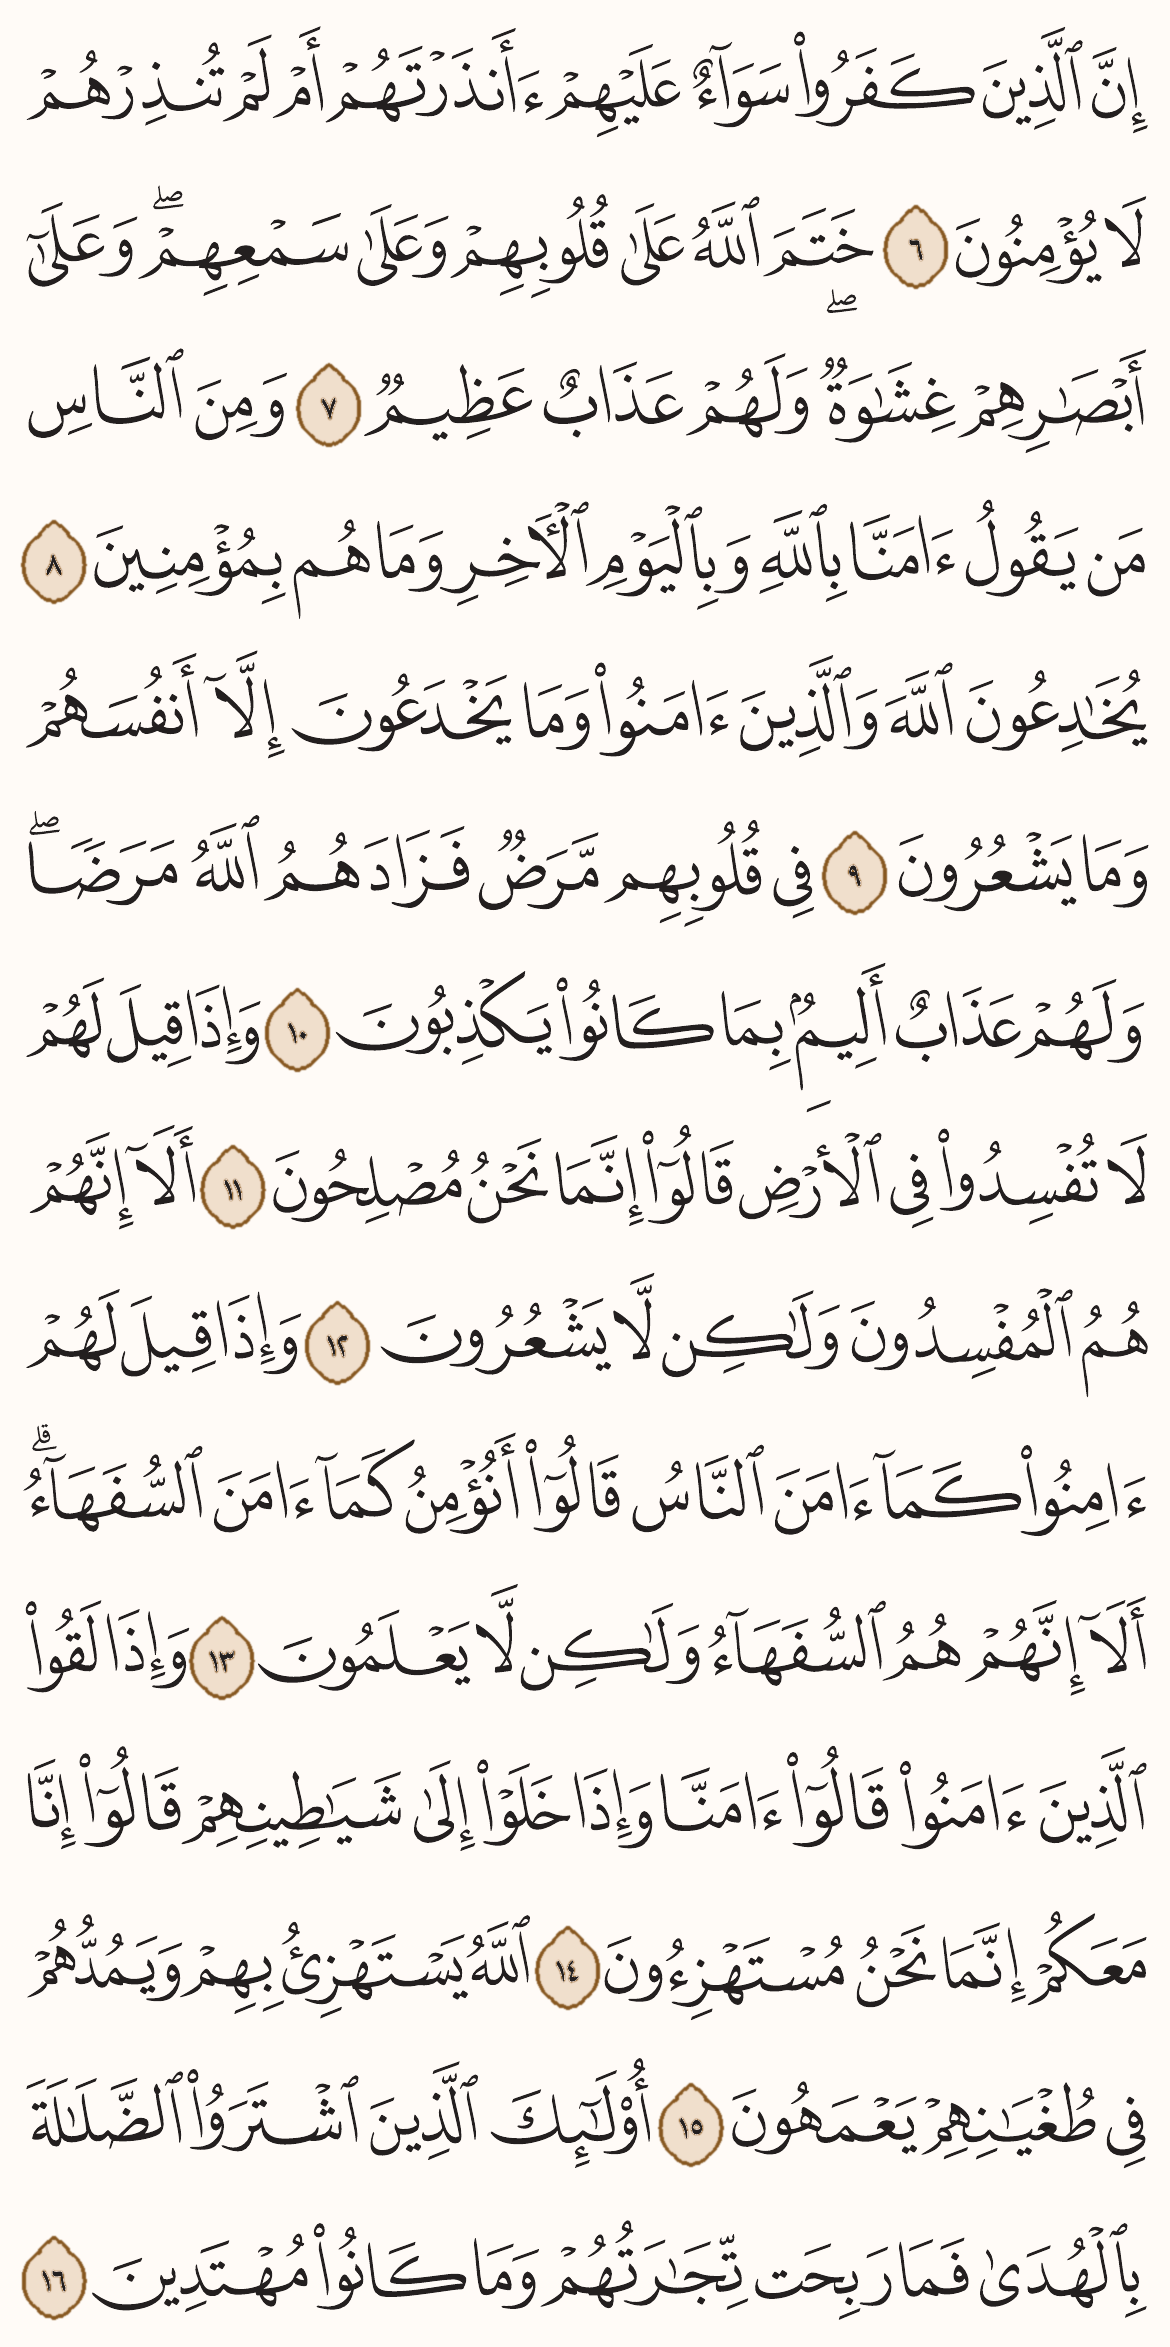 إِنَّ ٱلَّذِينَ كَفَرُوا۟ سَوَآءٌ عَلَيْهِمْ ءَأَنذَرْتَهُمْ أَمْ لَمْ تُنذِرْهُمْ
لَا يُؤْمِنُونَ ٦ خَتَمَ ٱللَّهُ عَلَىٰ قُلُوبِهِمْ وَعَلَىٰ سَمْعِهِمْ ۖ وَعَلَىٰٓ
أَبْصَـٰرِهِمْ غِشَـٰوَةٌ ۖ وَلَهُمْ عَذَابٌ عَظِيمٌ ٧ وَمِنَ ٱلنَّاسِ
مَن يَقُولُ ءَامَنَّا بِٱللَّهِ وَبِٱلْيَوْمِ ٱلْـَٔاخِرِ وَمَا هُم بِمُؤْمِنِينَ ٨
يُخَـٰدِعُونَ ٱللَّهَ وَٱلَّذِينَ ءَامَنُوا۟ وَمَا يَخْدَعُونَ إِلَّآ أَنفُسَهُمْ
وَمَا يَشْعُرُونَ ٩ فِى قُلُوبِهِم مَّرَضٌ فَزَادَهُمُ ٱللَّهُ مَرَضًا ۖ
وَلَهُمْ عَذَابٌ أَلِيمٌۢ بِمَا كَانُوا۟ يَكْذِبُونَ ١٠ وَإِذَا قِيلَ لَهُمْ
لَا تُفْسِدُوا۟ فِى ٱلْأَرْضِ قَالُوٓا۟ إِنَّمَا نَحْنُ مُصْلِحُونَ ١١ أَلَآ إِنَّهُمْ
هُمُ ٱلْمُفْسِدُونَ وَلَـٰكِن لَّا يَشْعُرُونَ ١٢ وَإِذَا قِيلَ لَهُمْ
ءَامِنُوا۟ كَمَآ ءَامَنَ ٱلنَّاسُ قَالُوٓا۟ أَنُؤْمِنُ كَمَآ ءَامَنَ ٱلسُّفَهَآءُ ۗ
أَلَآ إِنَّهُمْ هُمُ ٱلسُّفَهَآءُ وَلَـٰكِن لَّا يَعْلَمُونَ ١٣ وَإِذَا لَقُوا۟
ٱلَّذِينَ ءَامَنُوا۟ قَالُوٓا۟ ءَامَنَّا وَإِذَا خَلَوْا۟ إِلَىٰ شَيَـٰطِينِهِمْ قَالُوٓا۟ إِنَّا
مَعَكُمْ إِنَّمَا نَحْنُ مُسْتَهْزِءُونَ ١٤ ٱللَّهُ يَسْتَهْزِئُ بِهِمْ وَيَمُدُّهُمْ
فِى طُغْيَـٰنِهِمْ يَعْمَهُونَ ١٥ أُو۟لَـٰٓئِكَ ٱلَّذِينَ ٱشْتَرَوُا۟ ٱلضَّلَـٰلَةَ
بِٱلْهُدَىٰ فَمَا رَبِحَت تِّجَـٰرَتُهُمْ وَمَا كَانُوا۟ مُهْتَدِينَ ١٦